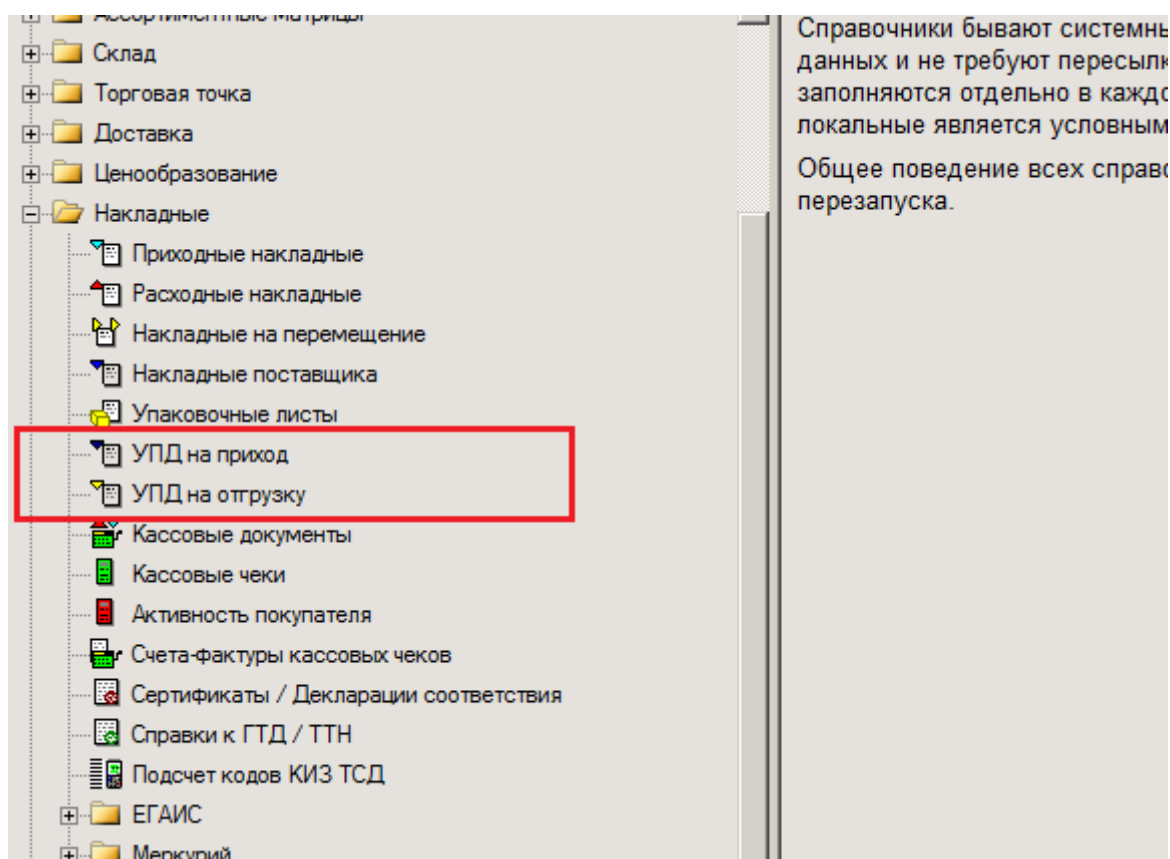 Ассортиментные матрицы
Склад
Торговая точка
Доставка
Ценообразование
Накладные
Приходные накладные
Расходные накладные
Накладные на перемещение
Накладные поставщика
Упаковочные листы
УПД на приход
УПД на отгрузку
Кассовые документы
Кассовые чеки
Активность покупателя
Счета-фактуры кассовых чеков
Сертификаты / Декларации соответствия
Справки к ГТД / ТТН
Подсчет кодов КИЗ ТСД
ЕГАИС
Меркурий
Справочники бывают системны
данных и не требуют пересылк
заполняются отдельно в каждо
локальные является условным
Общее поведение всех справо
перезапуска.